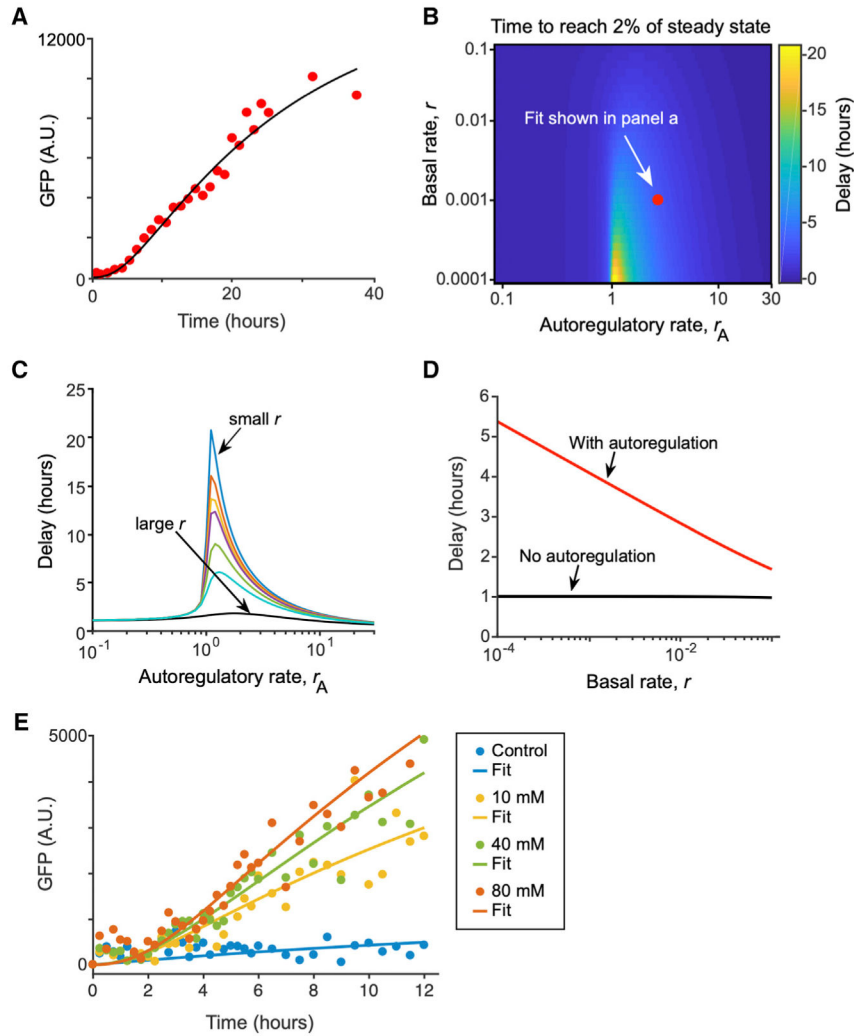 A
12000
GFP (A.U.)
0
0
20
40
Time (hours)
B
Time to reach 2% of steady state
0.1
0.01
0.001
0.0001
Basal rate, r
Fit shown in panel a
0.1
1
10
30
Autoregulatory rate, rA
20
15
10
5
0
Delay (hours)
C
25
20
15
10
5
0
Delay (hours)
small r
large r
10-1
100
101
Autoregulatory rate, rA
D
6
5
4
3
2
1
0
Delay (hours)
With autoregulation
No autoregulation
10-4
10-2
Basal rate, r
E
5000
GFP (A.U.)
0
0
2
4
6
8
10
12
Time (hours)
Control
Fit
10 mM
Fit
40 mM
Fit
80 mM
Fit